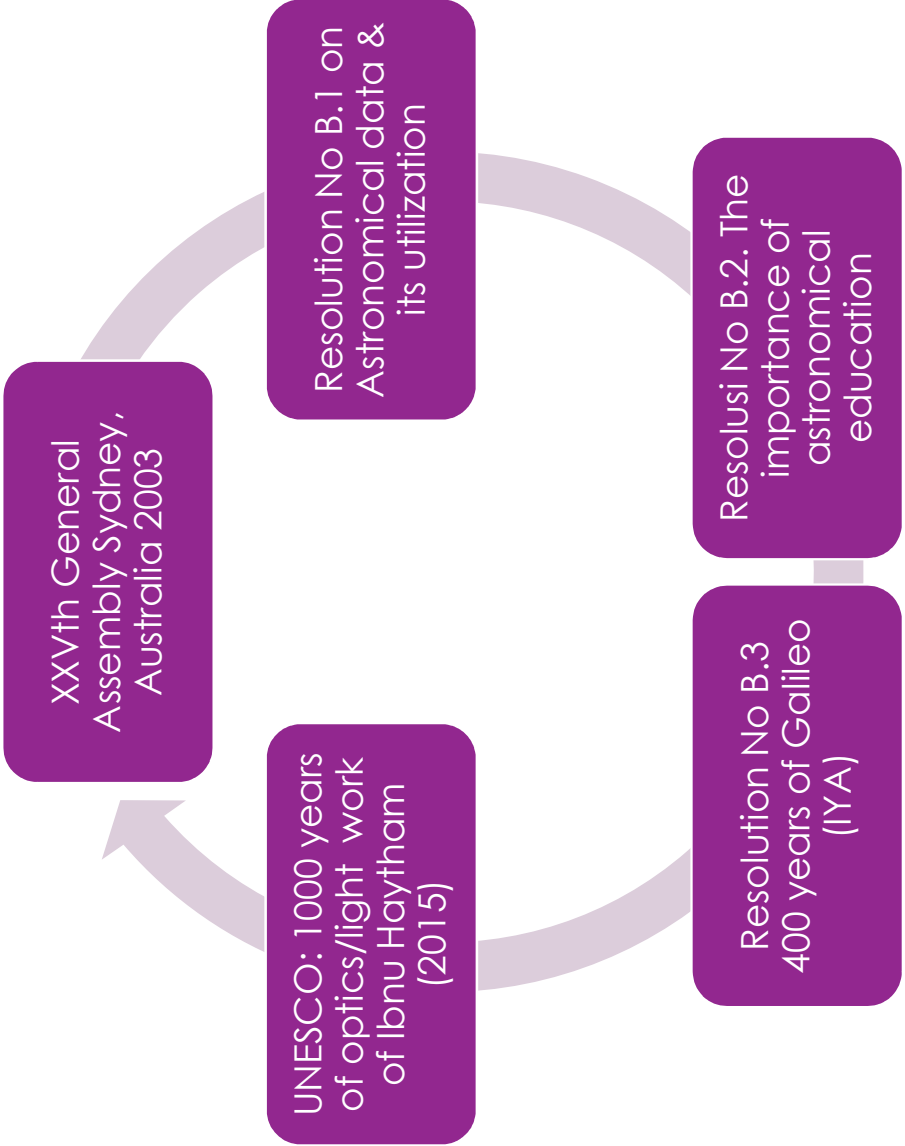 XXVth General
Assembly Sydney,
Australia 2003
Resolution No B.1 on
Astronomical data &
its utilization
Resolusi No B.2. The
importance of
astronomical
education
Resolution No B.3
400 years of Galileo
(IYA)
UNESCO: 1000 years
of optics/light work
of Ibnu Haytham
(2015)